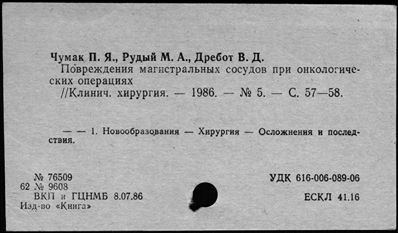 Чумак П. Я., Рудый М. А., Дребот В. Д.
Повреждения магистральных сосудов при онкологиче-
ских операциях
//Клинич. хирургия. — 1986. — № 5. — С. 57—58.
— — 1. Новообразования — Хирургия — Осложнения и послед-
ствия.
№ 76509
62 № 9608
ВКП и ГЦНМБ 8.07.86
Изд-во «Книга»
УДК 616-006-089-06
ЕСКЛ 41.16